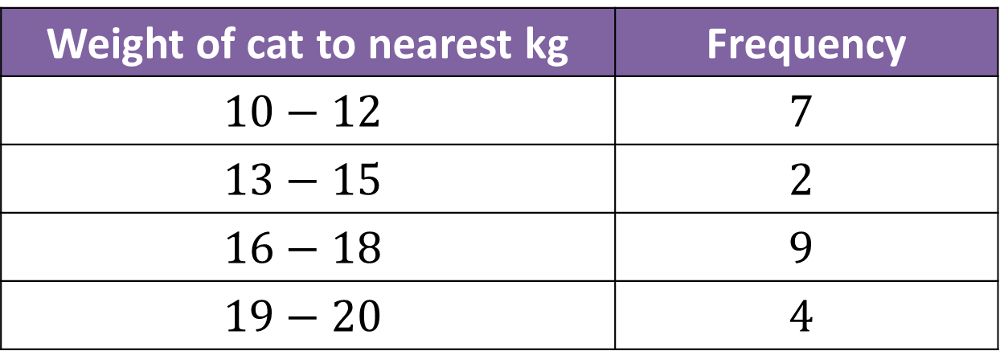 Weight of cat to nearest kg Frequency
10 − 12 7
13 − 15 2
16 − 18 9
19 − 20 4